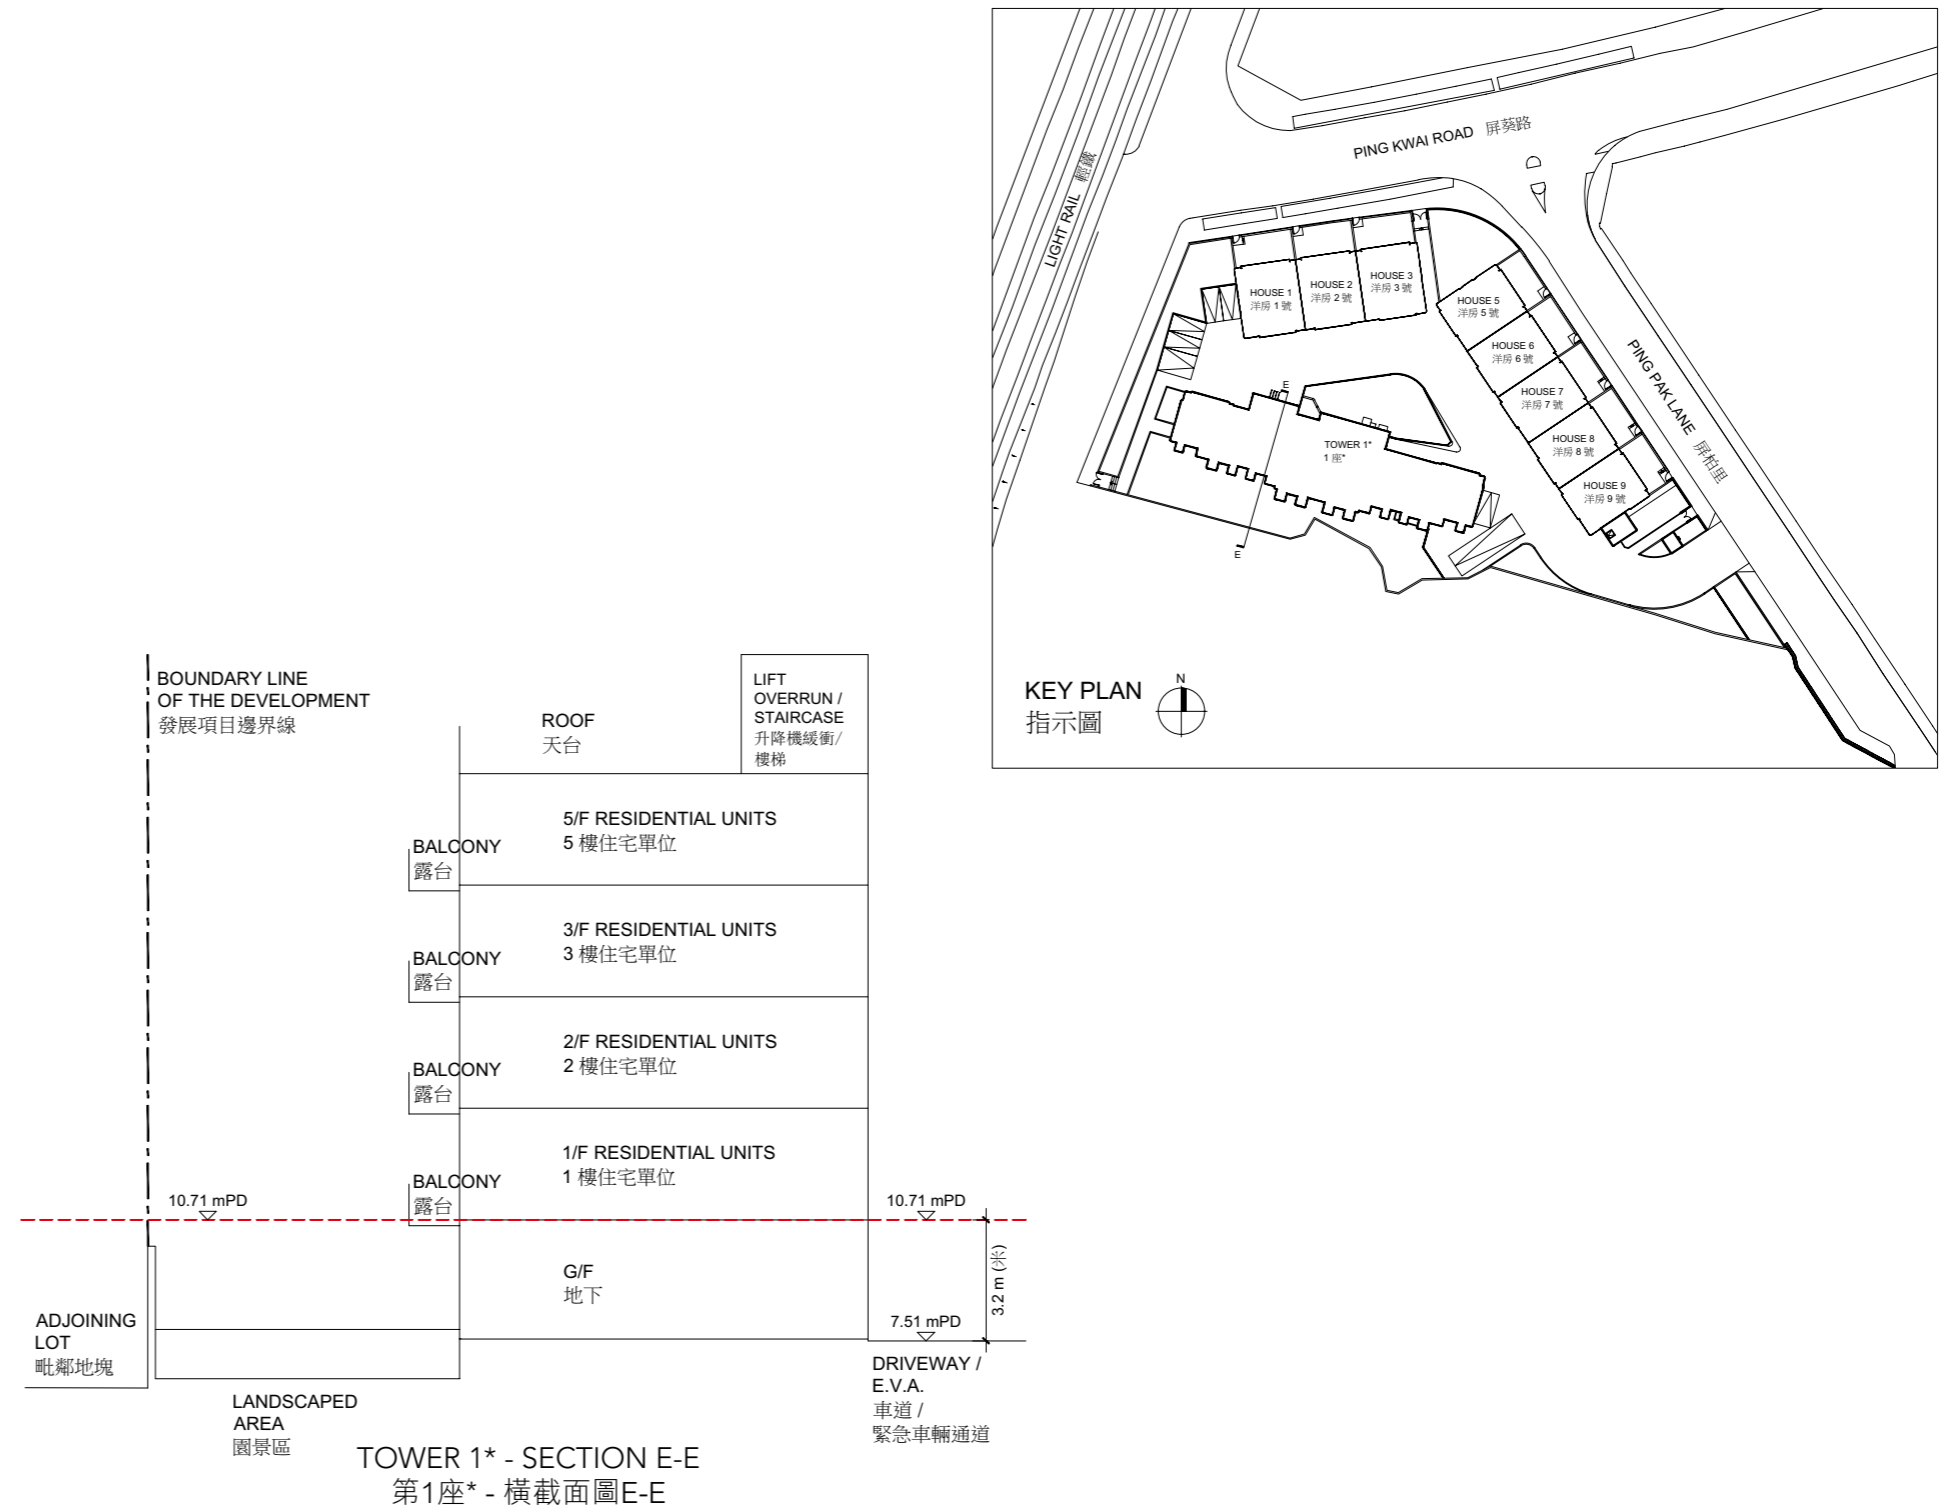 PING KWAI ROAD 屏葵路
LIGHT RAIL 輕鐵
HOUSE 1
洋房 1 號
HOUSE 2
洋房 2 號
HOUSE 3
洋房 3 號
HOUSE 5
洋房 5 號
HOUSE 6
洋房 6 號
HOUSE 7
洋房 7 號
HOUSE 8
洋房 8 號
HOUSE 9
洋房 9 號
PING PAK LANE 屏柏里
E
TOWER 1*
1 座*
E
KEY PLAN
指示圖
N
BOUNDARY LINE
OF THE DEVELOPMENT
發展項目邊界線
ROOF
天台
LIFT
OVERRUN /
STAIRCASE
升降機緩衝/
樓梯
5/F RESIDENTIAL UNITS
5 樓住宅單位
BALCONY
露台
3/F RESIDENTIAL UNITS
3 樓住宅單位
BALCONY
露台
2/F RESIDENTIAL UNITS
2 樓住宅單位
BALCONY
露台
1/F RESIDENTIAL UNITS
1 樓住宅單位
BALCONY
露台
10.71 mPD
10.71 mPD
3.2 m (米)
G/F
地下
7.51 mPD
ADJOINING
LOT
毗鄰地塊
DRIVEWAY /
E.V.A.
車道 /
緊急車輛通道
LANDSCAPED
AREA
園景區
TOWER 1* - SECTION E-E
第1座* - 橫截面圖E-E